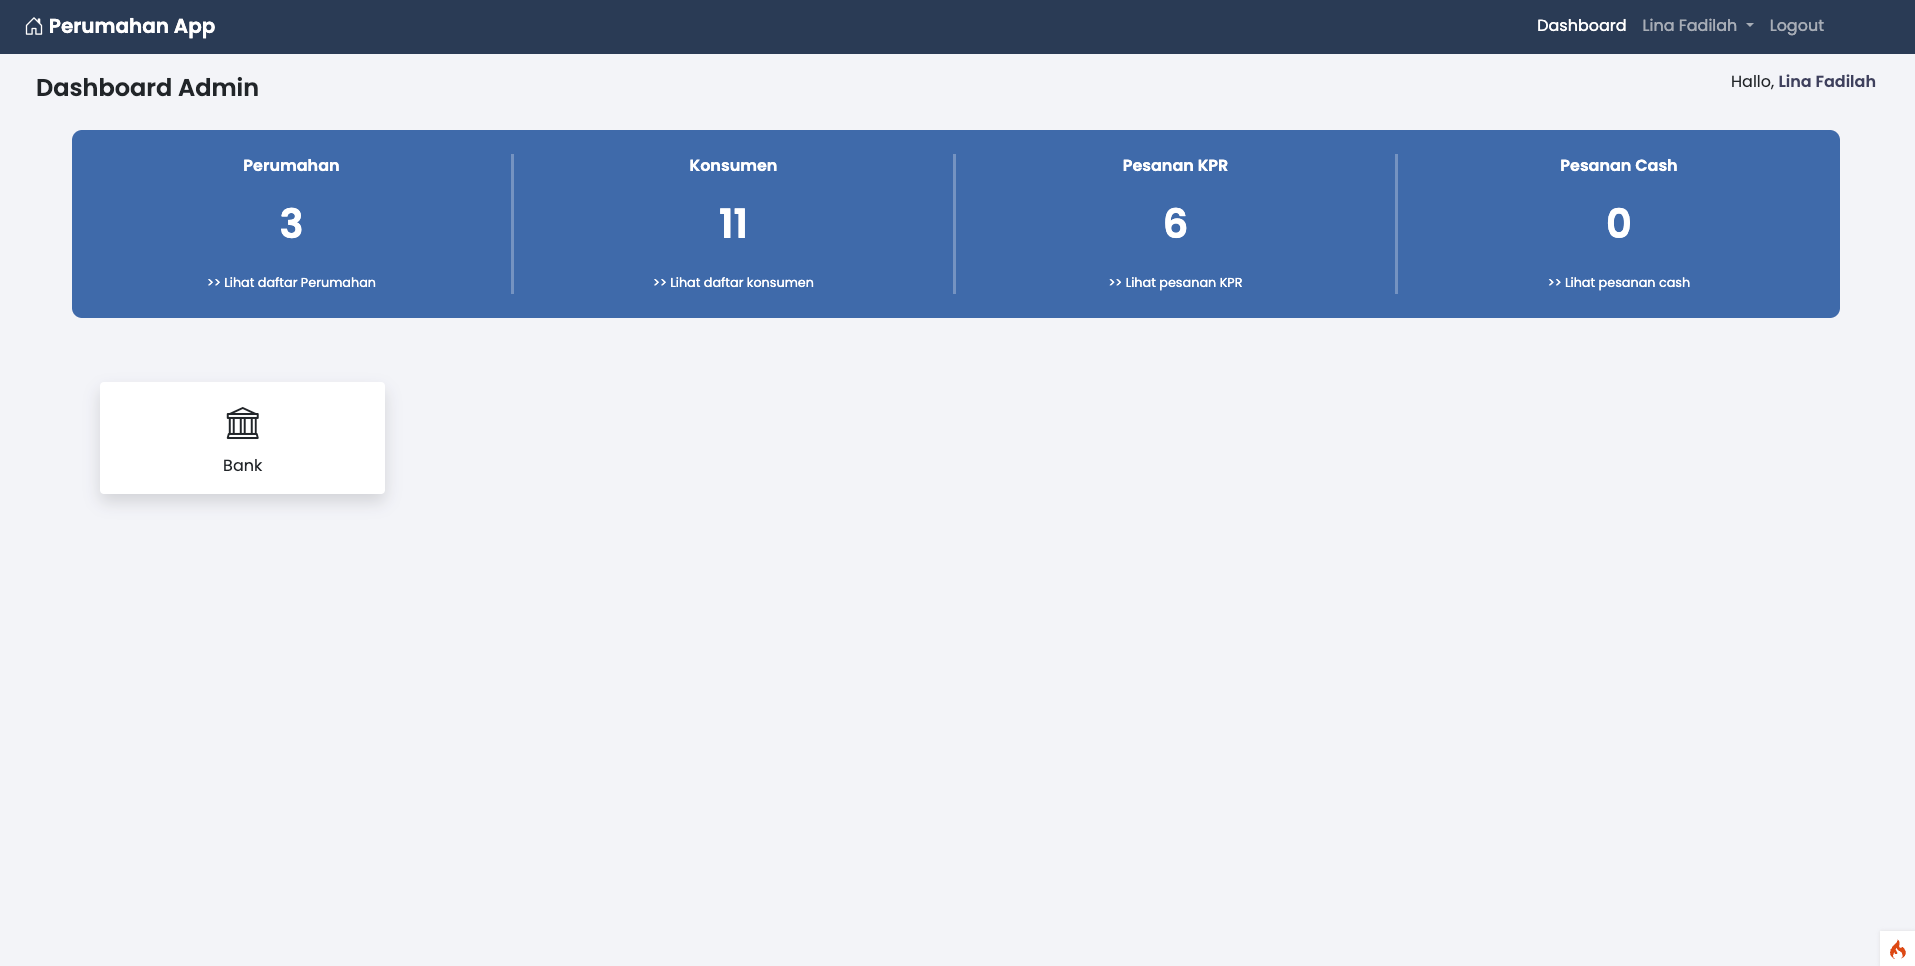 Perumahan App
Dashboard Lina Fadilah Logout
Dashboard Admin
Hallo, Lina Fadilah
Perumahan
3
>> Lihat daftar Perumahan
Konsumen
11
>> Lihat daftar konsumen
Pesanan KPR
6
>> Lihat pesanan KPR
Pesanan Cash
0
>> Lihat pesanan cash
Bank